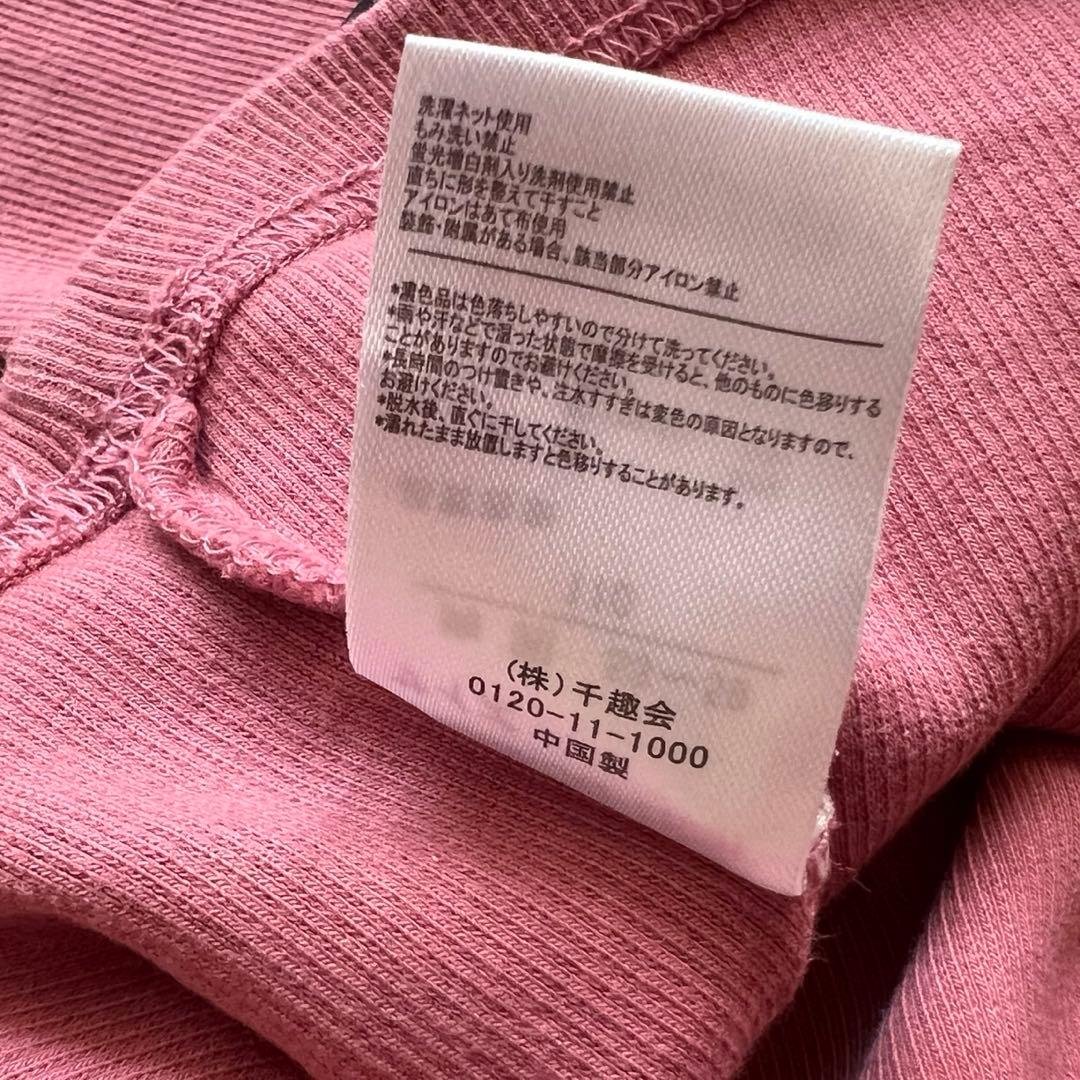 洗濯ネット使用
もみ洗い禁止
蛍光増白剤入り洗剤使用禁止
直ちに形を整えて干すこと
アイロンはあて布使用
装飾・附属がある場合、該当部分アイロン禁止
*濃色品は色落ちしやすいので分けて洗ってください。
*雨や汗などで湿った状態で摩擦を受けると、他のものに色移りする
ことがありますのでお避けください。
*長時間のつけ置きや、注水すすぎは変色の原因となりますので、
お避けください。
*脱水後、直ぐに干してください。
*濡れたまま放置しますと色移りすることがあります。
(株)千趣会
0120-11-1000
中国製